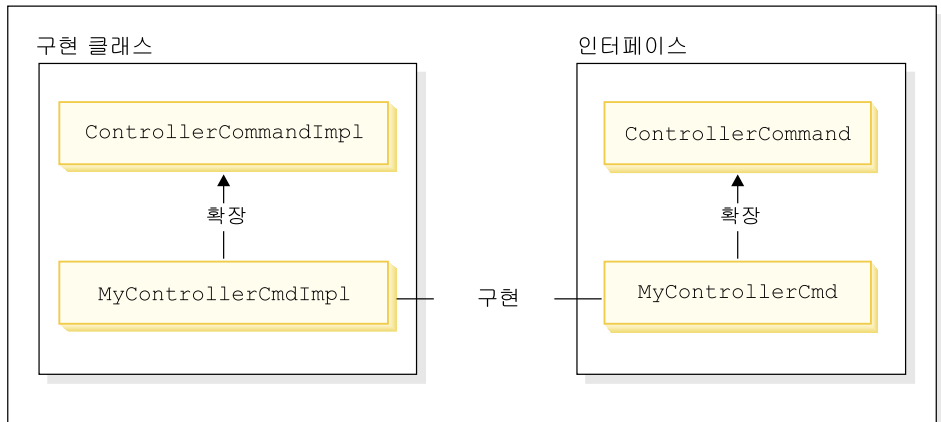 구현 클래스
ControllerCommandImpl
확장
MyControllerCmdImpl
구현
인터페이스
ControllerCommand
확장
MyControllerCmd